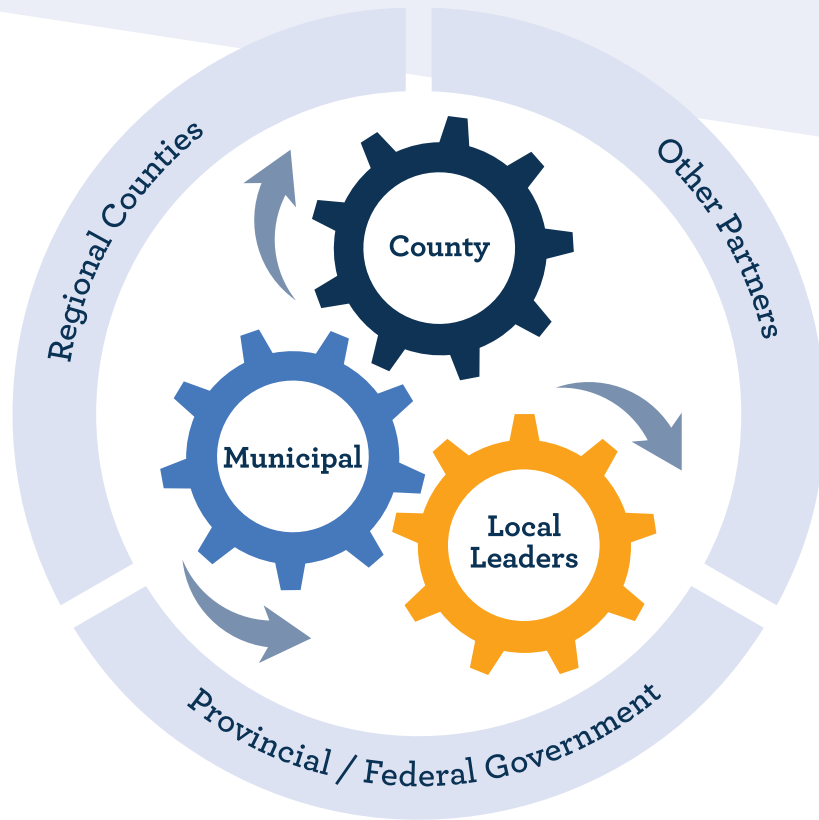 Regional Counties
Other Partners
County
Municipal
Local
Leaders
Provincial / Federal Government